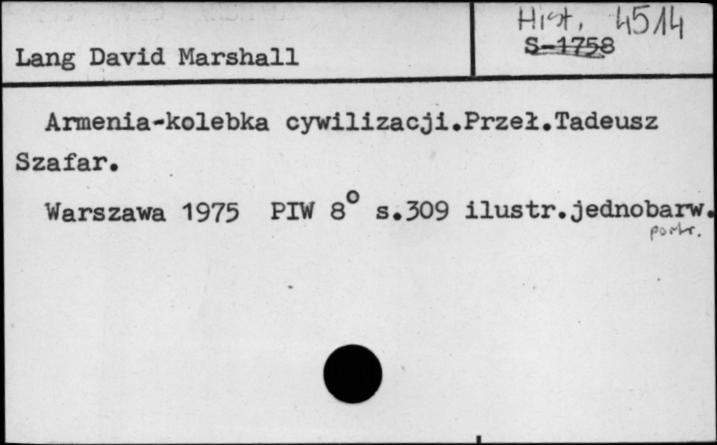 Hist. 4514
S-1758
Lang David Marshall
Armenia-kolebka cywilizacji.Przeł.Tadeusz
Szafar.
Warszawa 1975 PIW 8° s.309 ilustr.jednobarw.
portr.